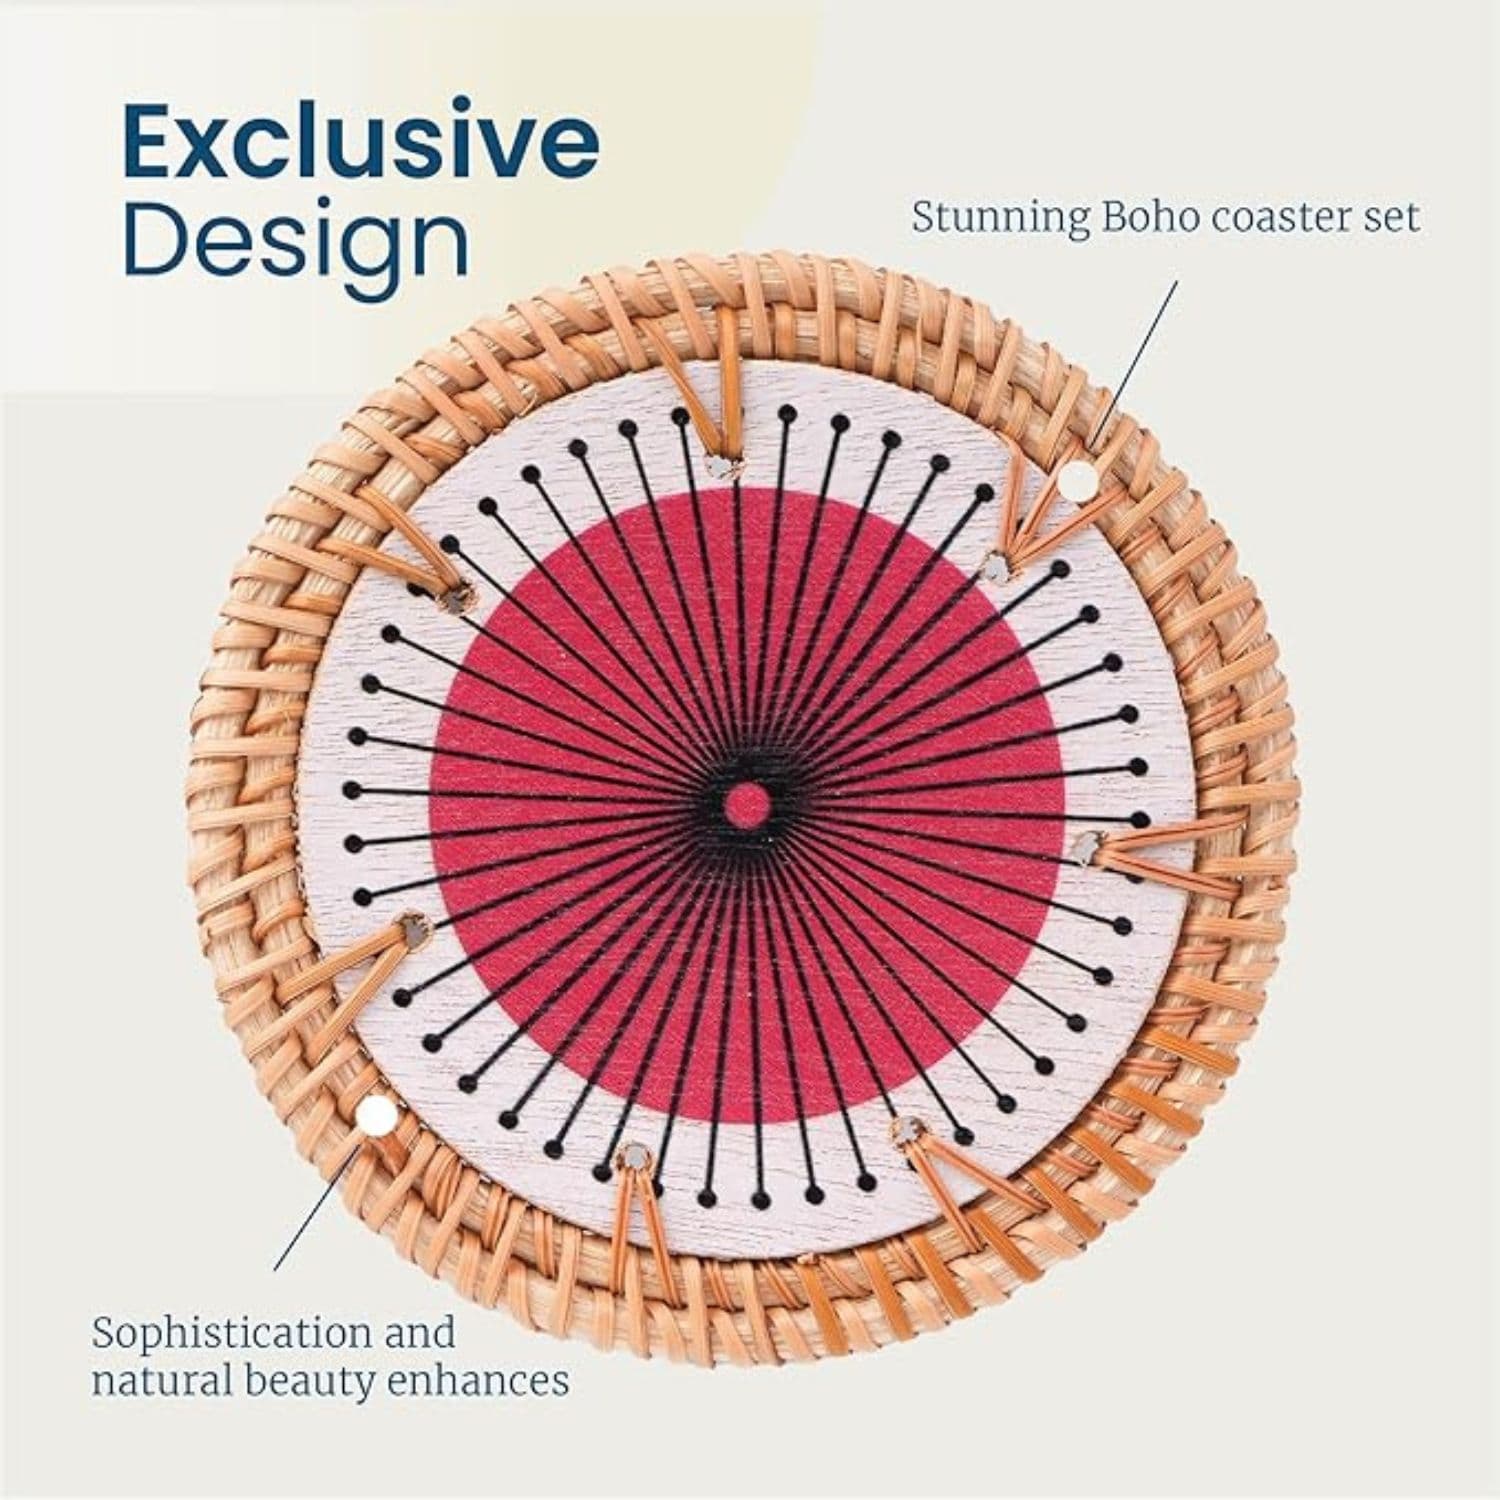 Exclusive
Design
Stunning Boho coaster set
Sophistication and
natural beauty enhances